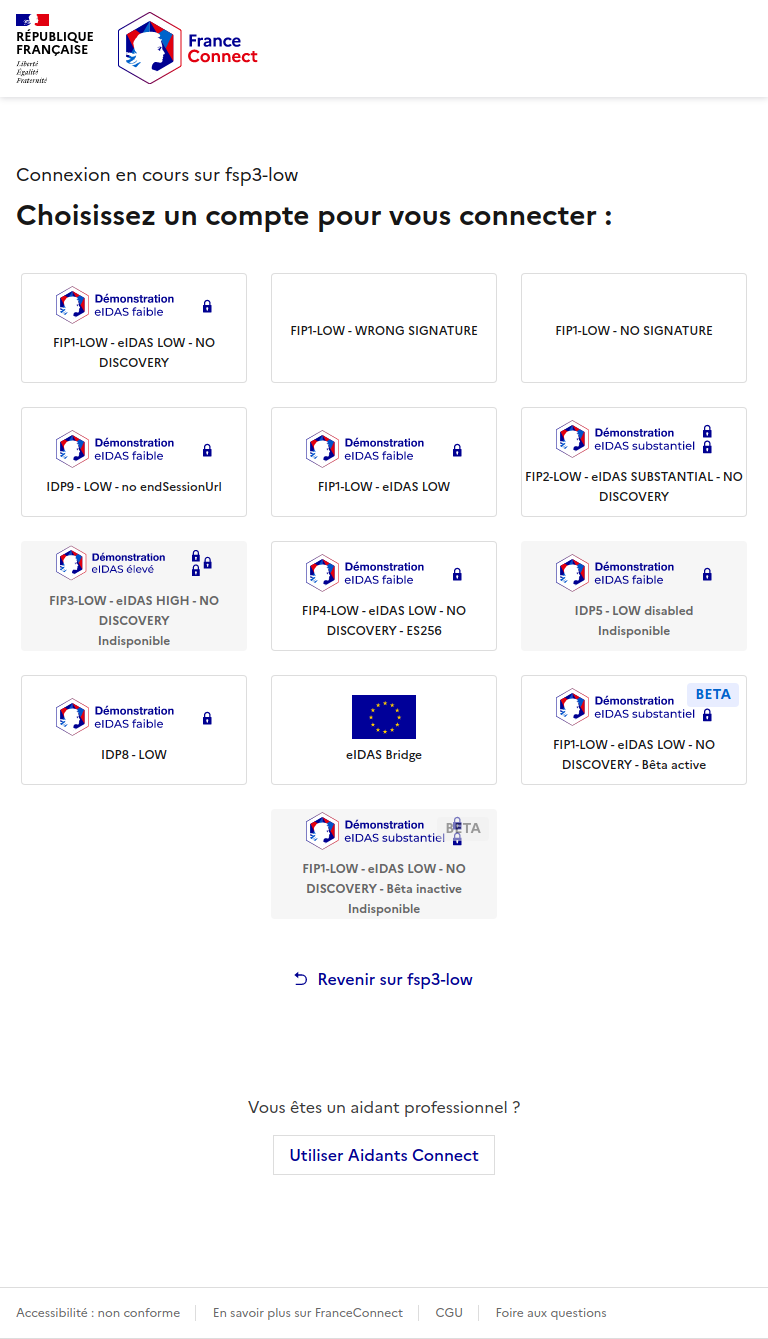 RÉPUBLIQUE
FRANÇAISE
Liberté
Égalité
Fraternité
France
Connect
Connexion en cours sur fsp3-low
Choisissez un compte pour vous connecter :
Démonstration
eIDAS faible
FIP1-LOW - eIDAS LOW - NO
DISCOVERY
FIP1-LOW - WRONG SIGNATURE
FIP1-LOW - NO SIGNATURE
Démonstration
eIDAS faible
IDP9 - LOW - no endSessionUrl
Démonstration
eIDAS faible
FIP1-LOW - eIDAS LOW
Démonstration
eIDAS substantiel
FIP2-LOW - eIDAS SUBSTANTIAL - NO
DISCOVERY
Démonstration
eIDAS élevé
FIP3-LOW - eIDAS HIGH - NO
DISCOVERY
Indisponible
Démonstration
eIDAS faible
FIP4-LOW - eIDAS LOW - NO
DISCOVERY - ES256
Démonstration
eIDAS faible
IDP5 - LOW disabled
Indisponible
Démonstration
eIDAS faible
IDP8 - LOW
eIDAS Bridge
BETA
Démonstration
eIDAS substantiel
FIP1-LOW - eIDAS LOW - NO
DISCOVERY - Bêta active
Démonstration
BETA
eIDAS substantiel
FIP1-LOW - eIDAS LOW - NO
DISCOVERY - Bêta inactive
Indisponible
Revenir sur fsp3-low
Vous êtes un aidant professionnel ?
Utiliser Aidants Connect
Accessibilité : non conforme
En savoir plus sur FranceConnect
CGU
Foire aux questions